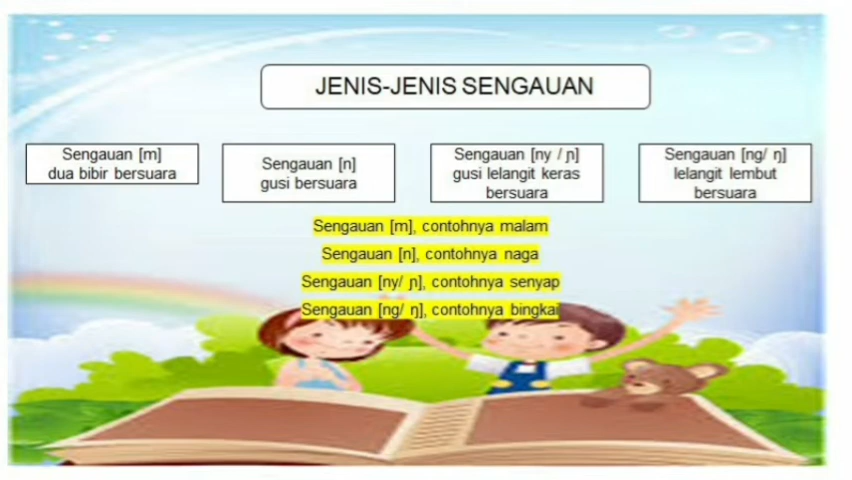 JENIS-JENIS SENGAUAN
Sengauan [m]
dua bibir bersuara
Sengauan [n]
gusi bersuara
Sengauan [ny / ɲ]
gusi lelangit keras
bersuara
Sengauan [ng/ ŋ]
lelangit lembut
bersuara
Sengauan [m], contohnya malam
Sengauan [n], contohnya naga
Sengauan [ny/ ɲ], contohnya senyap
Sengauan [ng/ ŋ], contohnya bingkai